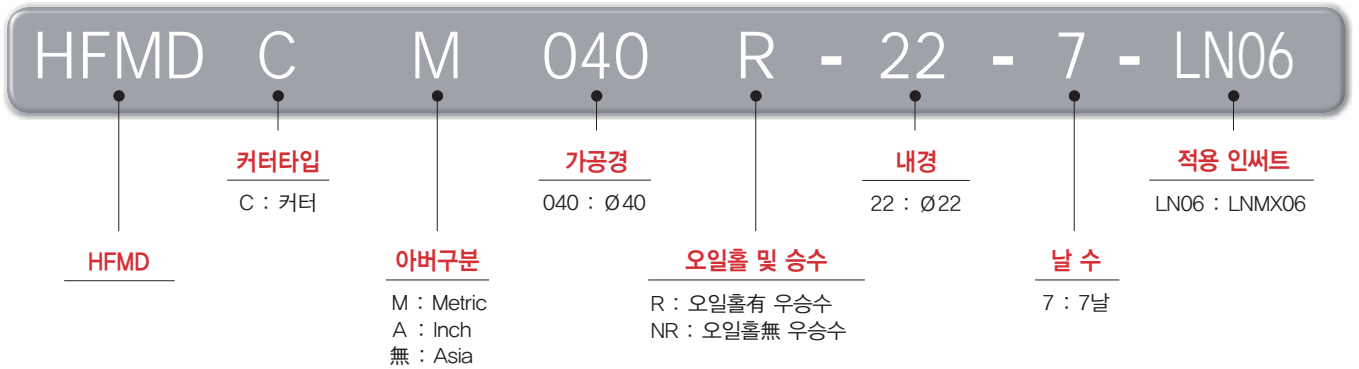 HFMD C M 040 R - 22 - 7 - LN06
커터타입
C : 커터
가공경
040 : Ø40
내경
22 : Ø22
적용 인써트
LN06 : LNMX06
HFMD
아버구분
M : Metric
A : Inch
無 : Asia
오일홀 및 승수
R : 오일홀有 우승수
NR : 오일홀無 우승수
날 수
7 : 7날